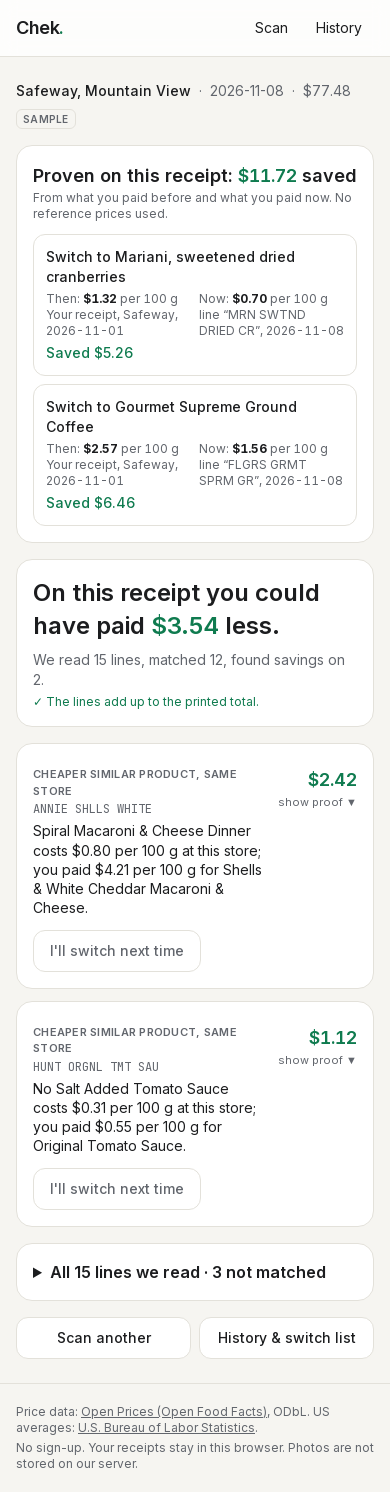 Chek.
Scan
History
Safeway, Mountain View · 2026-11-08 · $77.48
SAMPLE
Proven on this receipt: $11.72 saved
From what you paid before and what you paid now. No
reference prices used.
Switch to Mariani, sweetened dried
cranberries
Then: $1.32 per 100 g
Your receipt, Safeway,
2026-11-01
Now: $0.70 per 100 g
line “MRN SWTND
DRIED CR”, 2026-11-08
Saved $5.26
Switch to Gourmet Supreme Ground
Coffee
Then: $2.57 per 100 g
Your receipt, Safeway,
2026-11-01
Now: $1.56 per 100 g
line “FLGRS GRMT
SPRM GR”, 2026-11-08
Saved $6.46
On this receipt you could
have paid $3.54 less.
We read 15 lines, matched 12, found savings on
2.
✓ The lines add up to the printed total.
CHEAPER SIMILAR PRODUCT, SAME
STORE
ANNIE SHLLS WHITE
Spiral Macaroni & Cheese Dinner
costs $0.80 per 100 g at this store;
you paid $4.21 per 100 g for Shells
& White Cheddar Macaroni &
Cheese.
$2.42
show proof ▼
I'll switch next time
CHEAPER SIMILAR PRODUCT, SAME
STORE
HUNT ORGNL TMT SAU
No Salt Added Tomato Sauce
costs $0.31 per 100 g at this store;
you paid $0.55 per 100 g for
Original Tomato Sauce.
$1.12
show proof ▼
I'll switch next time
▶ All 15 lines we read · 3 not matched
Scan another
History & switch list
Price data: Open Prices (Open Food Facts), ODbL. US
averages: U.S. Bureau of Labor Statistics.
No sign-up. Your receipts stay in this browser. Photos are not
stored on our server.